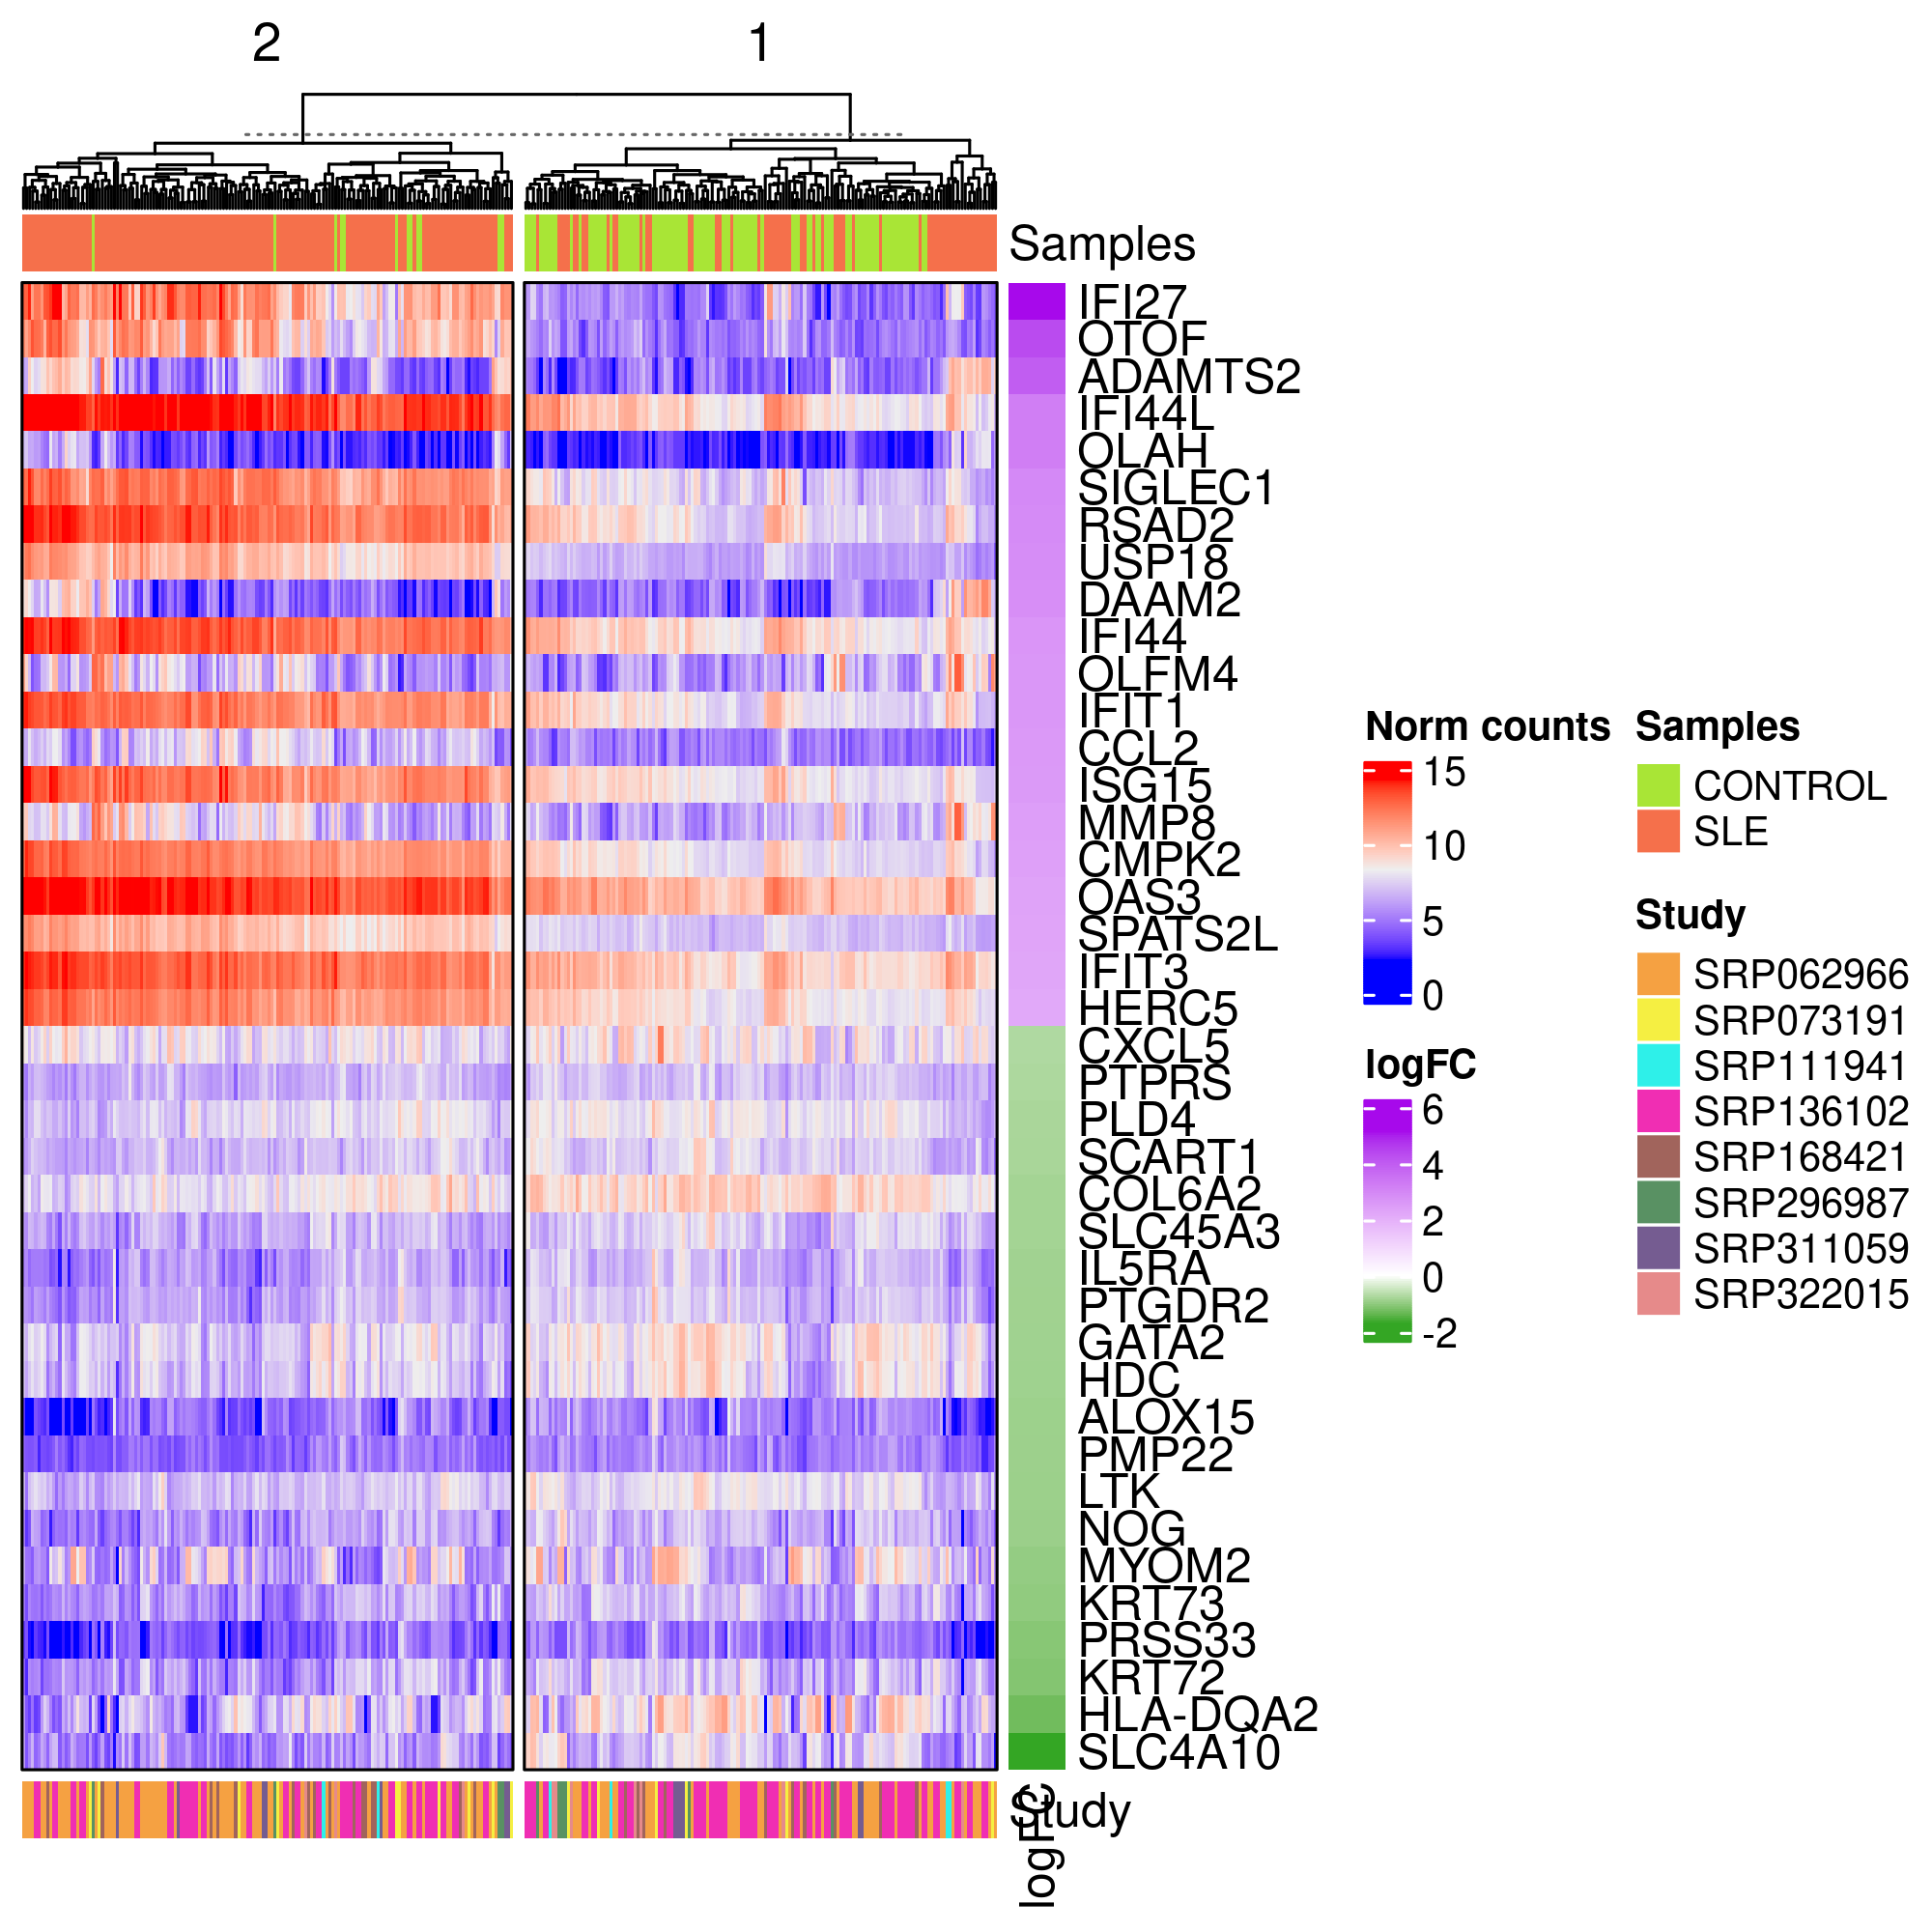 2 1
Samples
IFI27
OTOF
ADAMTS2
IFI44L
OLAH
SIGLEC1
RSAD2
USP18
DAAM2
IFI44
OLFM4
IFIT1
CCL2
ISG15
MMP8
CMPK2
OAS3
SPATS2L
IFIT3
HERC5
CXCL5
PTPRS
PLD4
SCART1
COL6A2
SLC45A3
IL5RA
PTGDR2
GATA2
HDC
ALOX15
PMP22
LTK
NOG
MYOM2
KRT73
PRSS33
KRT72
HLA-DQA2
SLC4A10
Study
logFC
Norm counts
15
10
5
0
logFC
6
4
2
0
-2
Samples
CONTROL
SLE
Study
SRP062966
SRP073191
SRP111941
SRP136102
SRP168421
SRP296987
SRP311059
SRP322015